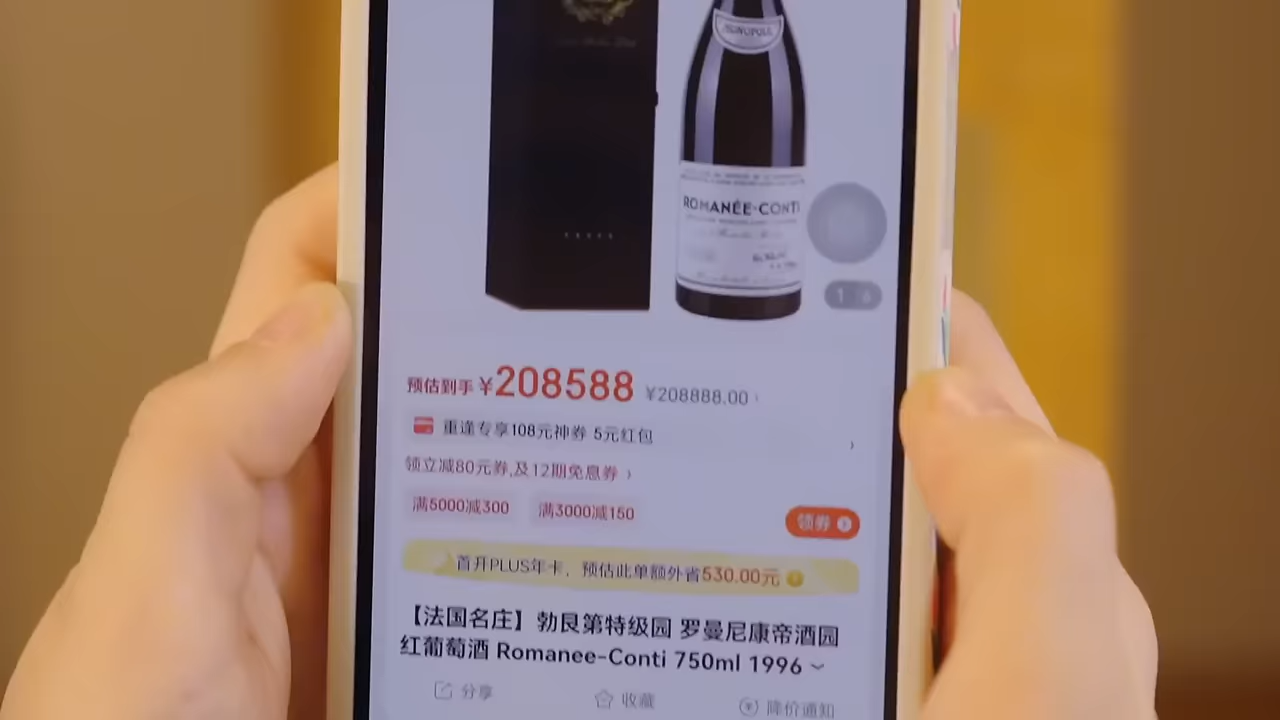 MONOPOLE
ROMANÉE-CONTI
1
预估到手 ¥208588 ¥208888.00
重逢专享108元神券 5元红包
领立减80元券,及12期免息券
满5000减300 满3000减150
领券
首开PLUS年卡，预估此单额外省530.00元
【法国名庄】勃艮第特级园 罗曼尼康帝酒园
红葡萄酒 Romanee-Conti 750ml 1996
分享 收藏 降价通知